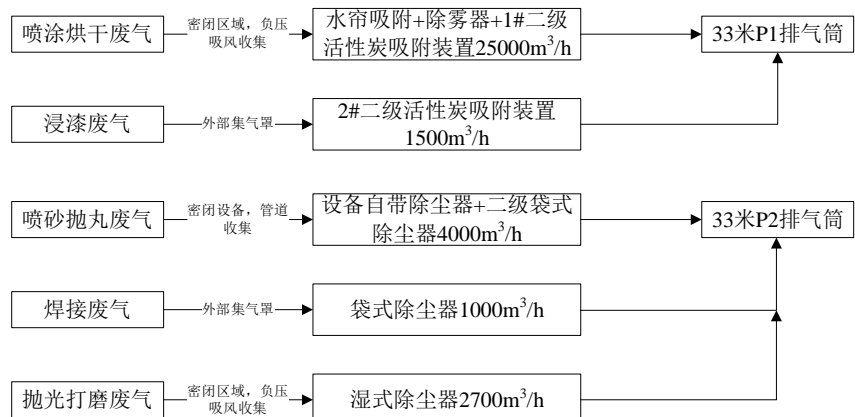 喷涂烘干废气
密闭区域，负压
吸风收集
水帘吸附+除雾器+1#二级
活性炭吸附装置25000m³/h
33米P1排气筒
浸漆废气
外部集气罩
2#二级活性炭吸附装置
1500m³/h
喷砂抛丸废气
密闭设备，管道
收集
设备自带除尘器+二级袋式
除尘器4000m³/h
33米P2排气筒
焊接废气
外部集气罩
袋式除尘器1000m³/h
抛光打磨废气
密闭区域，负压
吸风收集
湿式除尘器2700m³/h